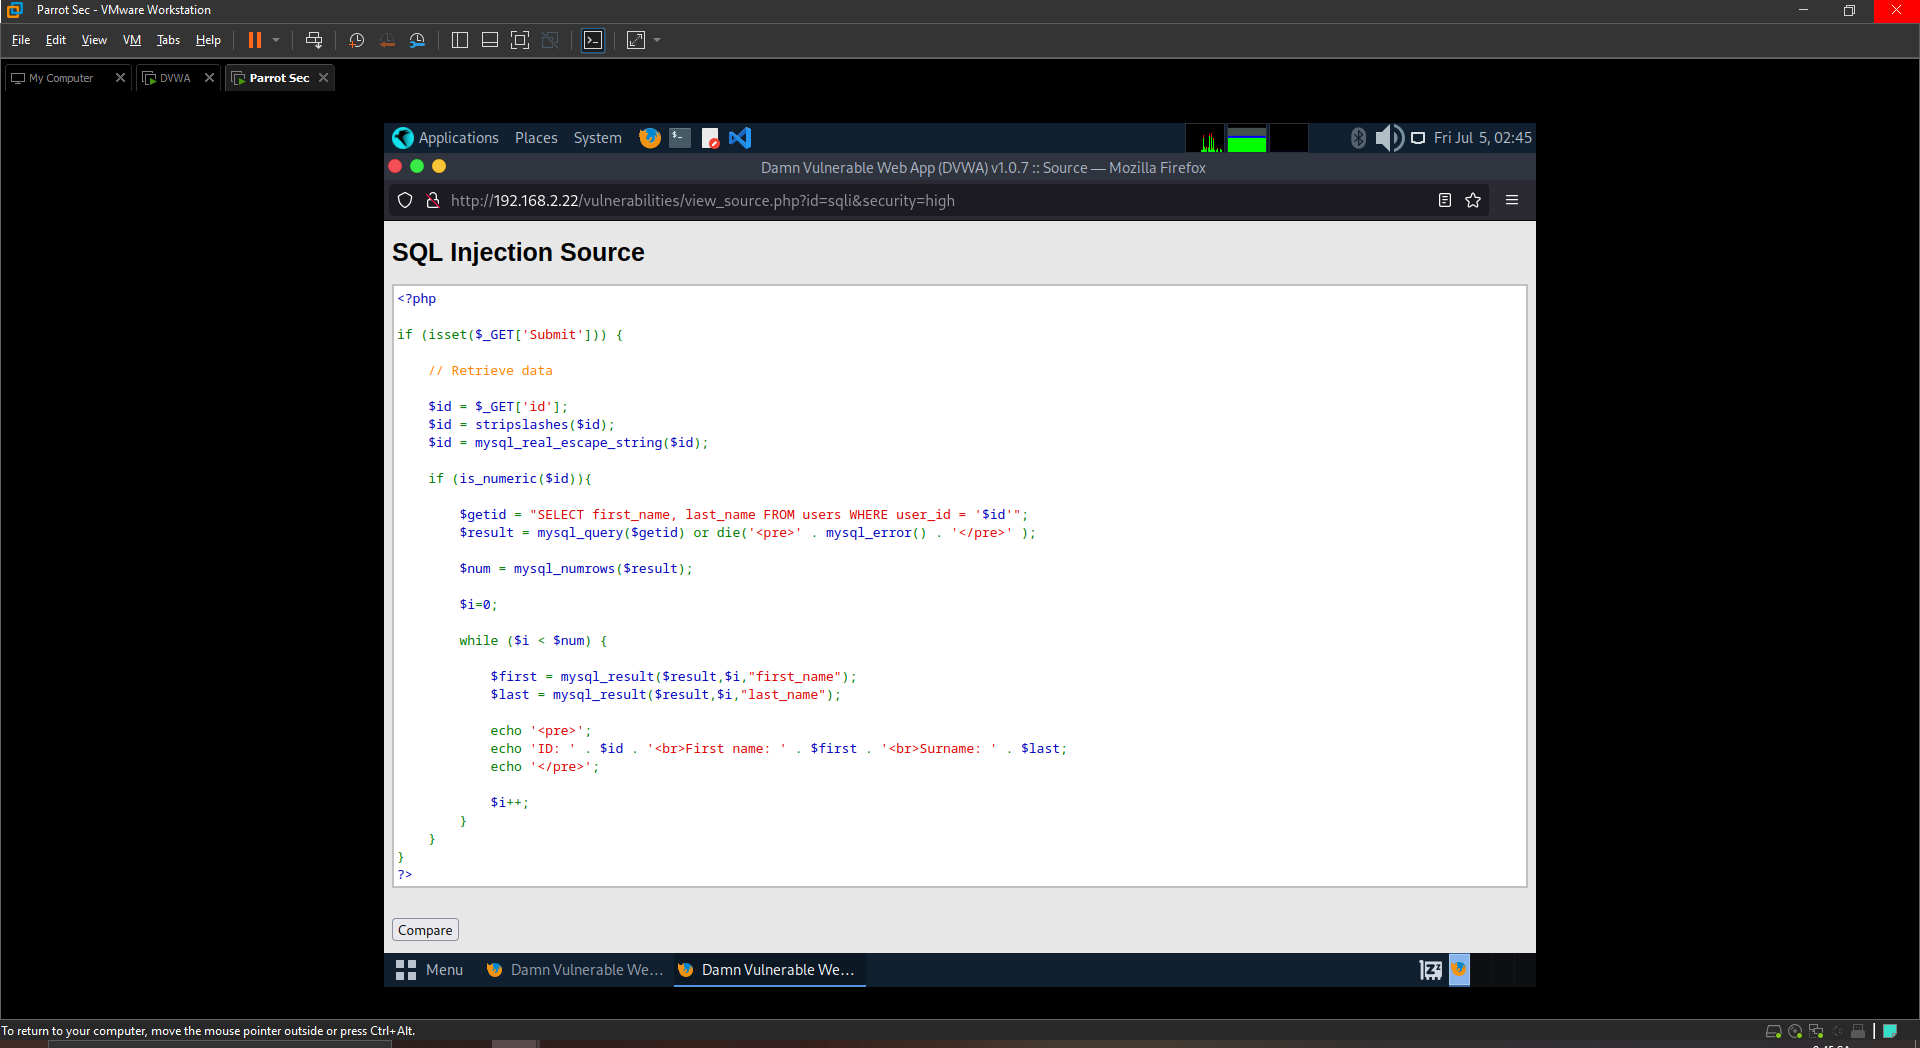 Parrot Sec - VMware Workstation
File Edit View VM Tabs Help
My Computer DVWA Parrot Sec
Applications Places System Fri Jul 5, 02:45
Damn Vulnerable Web App (DVWA) v1.0.7 :: Source — Mozilla Firefox
http://192.168.2.22/vulnerabilities/view_source.php?id=sqli&security=high
SQL Injection Source
<?php
if (isset($_GET['Submit'])) {
// Retrieve data
$id = $_GET['id'];
$id = stripslashes($id);
$id = mysql_real_escape_string($id);
if (is_numeric($id)){
$getid = "SELECT first_name, last_name FROM users WHERE user_id = '$id'";
$result = mysql_query($getid) or die('<pre>' . mysql_error() . '</pre>' );
$num = mysql_numrows($result);
$i=0;
while ($i < $num) {
$first = mysql_result($result,$i,"first_name");
$last = mysql_result($result,$i,"last_name");
echo '<pre>';
echo 'ID: ' . $id . '<br>First name: ' . $first . '<br>Surname: ' . $last;
echo '</pre>';
$i++;
}
}
}
?>
Compare
Menu Damn Vulnerable We... Damn Vulnerable We...
To return to your computer, move the mouse pointer outside or press Ctrl+Alt.